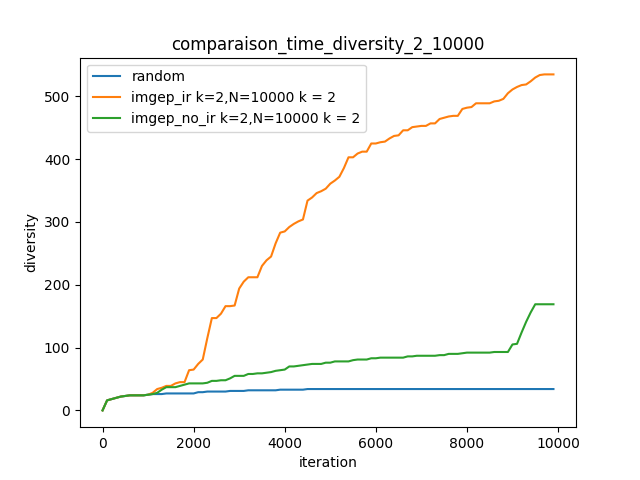 comparaison_time_diversity_2_10000
random
imgep_ir k=2,N=10000 k = 2
imgep_no_ir k=2,N=10000 k = 2
diversity
500
400
300
200
100
0
0 2000 4000 6000 8000 10000
iteration